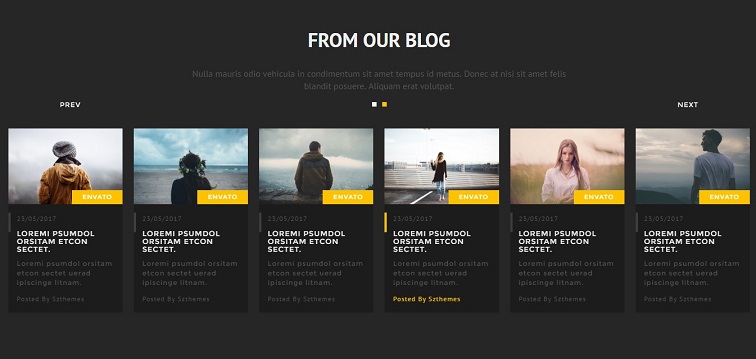 FROM OUR BLOG
Nulla mauris odio vehicula in condimentum sit amet tempus id metus. Donec at nisi sit amet felis
blandit posuere. Aliquam erat volutpat.
PREV
NEXT
ENVATO
23/05/2017
LOREMI PSUMDOL
ORSITAM ETCON
SECTET.
Loremi psumdol orsitam
etcon sectet uerad
ipiscinge litnam.
Posted By Szthemes
ENVATO
23/05/2017
LOREMI PSUMDOL
ORSITAM ETCON
SECTET.
Loremi psumdol orsitam
etcon sectet uerad
ipiscinge litnam.
Posted By Szthemes
ENVATO
23/05/2017
LOREMI PSUMDOL
ORSITAM ETCON
SECTET.
Loremi psumdol orsitam
etcon sectet uerad
ipiscinge litnam.
Posted By Szthemes
ENVATO
23/05/2017
LOREMI PSUMDOL
ORSITAM ETCON
SECTET.
Loremi psumdol orsitam
etcon sectet uerad
ipiscinge litnam.
Posted By Szthemes
ENVATO
23/05/2017
LOREMI PSUMDOL
ORSITAM ETCON
SECTET.
Loremi psumdol orsitam
etcon sectet uerad
ipiscinge litnam.
Posted By Szthemes
ENVATO
23/05/2017
LOREMI PSUMDOL
ORSITAM ETCON
SECTET.
Loremi psumdol orsitam
etcon sectet uerad
ipiscinge litnam.
Posted By Szthemes